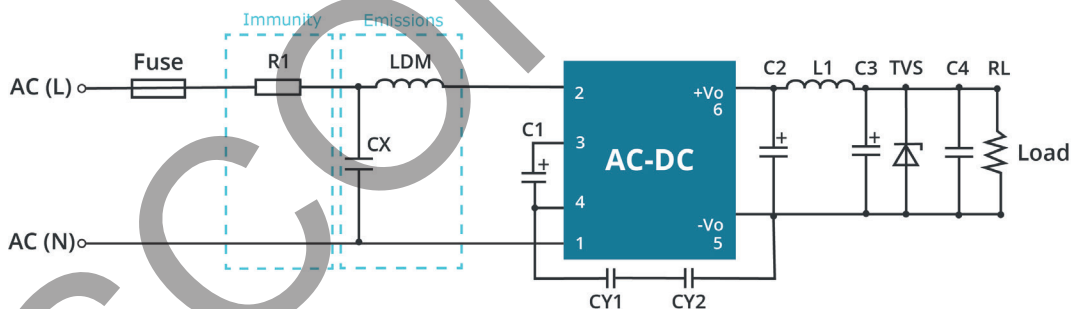 Immunity
Emissions
Fuse
R1
LDM
AC (L)
CX
AC (N)
C1
2
3
4
1
AC-DC
+Vo
6
-Vo
5
CY1
CY2
C2
L1
C3
TVS
C4
RL
+
+
+
Load